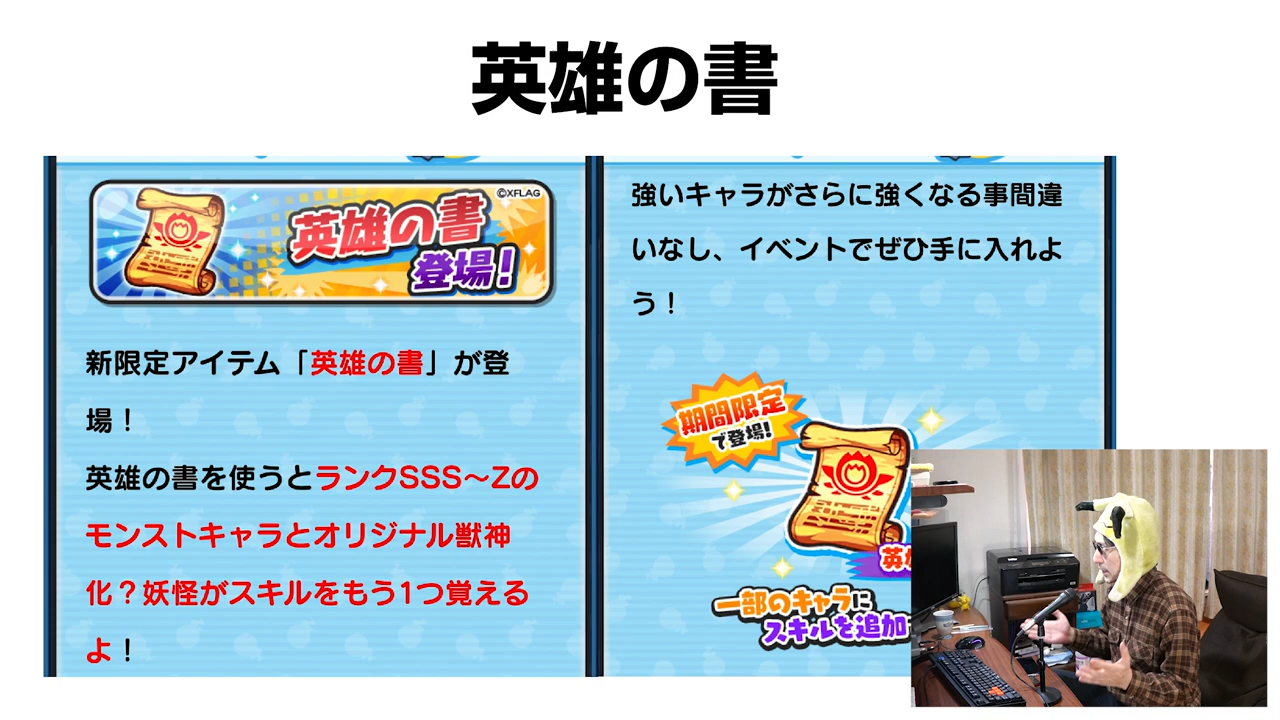 英雄の書
©XFLAG
英雄の書
登場!
新限定アイテム「英雄の書」が登
場!
英雄の書を使うとランクSSS～Zの
モンストキャラとオリジナル獣神
化?妖怪がスキルをもう1つ覚える
よ!
強いキャラがさらに強くなる事間違
いなし、イベントでぜひ手に入れよ
う!
期間限定
で登場!
英
一部のキャラに
スキルを追加